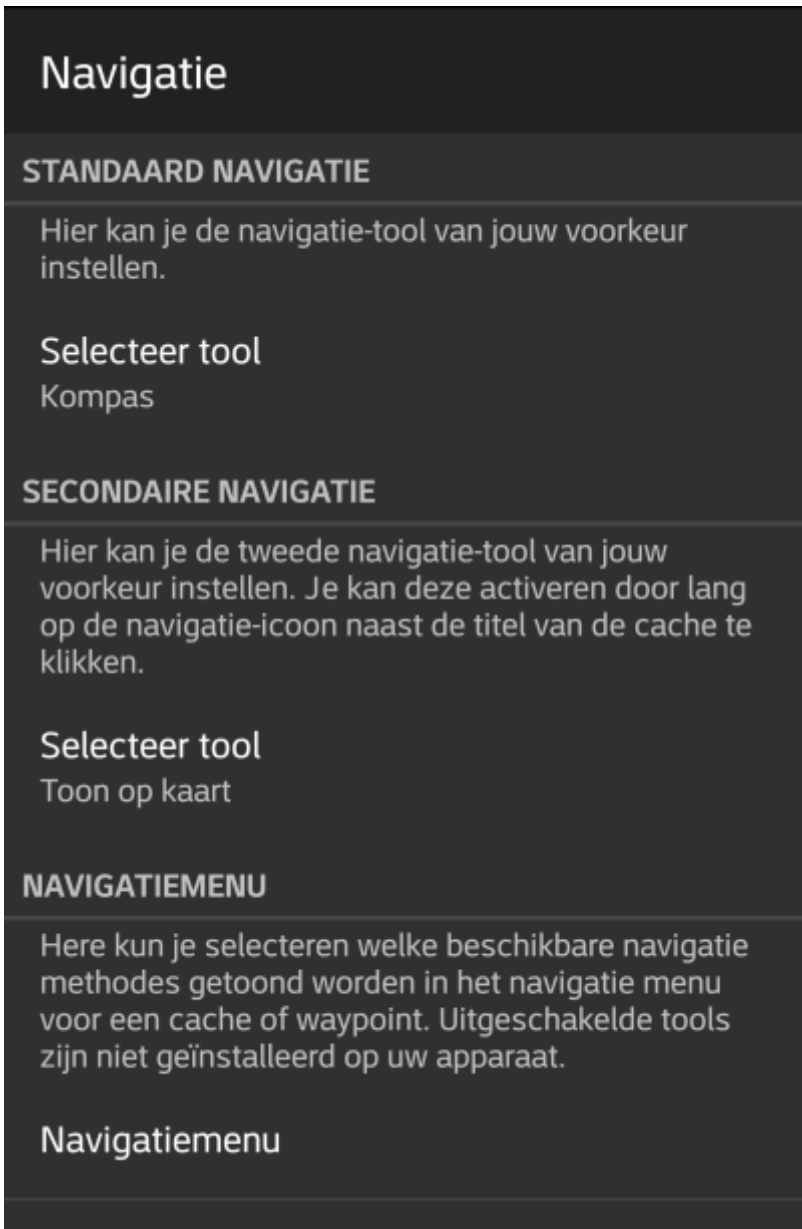 Navigatie
STANDAARD NAVIGATIE
Hier kan je de navigatie-tool van jouw voorkeur
instellen.
Selecteer tool
Kompas
SECONDAIRE NAVIGATIE
Hier kan je de tweede navigatie-tool van jouw
voorkeur instellen. Je kan deze activeren door lang
op de navigatie-icoon naast de titel van de cache te
klikken.
Selecteer tool
Toon op kaart
NAVIGATIEMENU
Here kun je selecteren welke beschikbare navigatie
methodes getoond worden in het navigatie menu
voor een cache of waypoint. Uitgeschakelde tools
zijn niet geïnstalleerd op uw apparaat.
Navigatiemenu